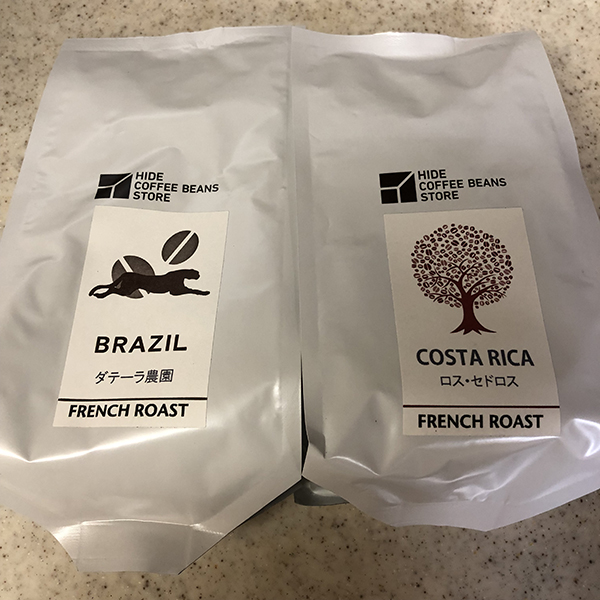 HIDE
COFFEE BEANS
STORE
BRAZIL
ダテーラ農園
FRENCH ROAST
HIDE
COFFEE BEANS
STORE
COSTA RICA
ロス・セドロス
FRENCH ROAST